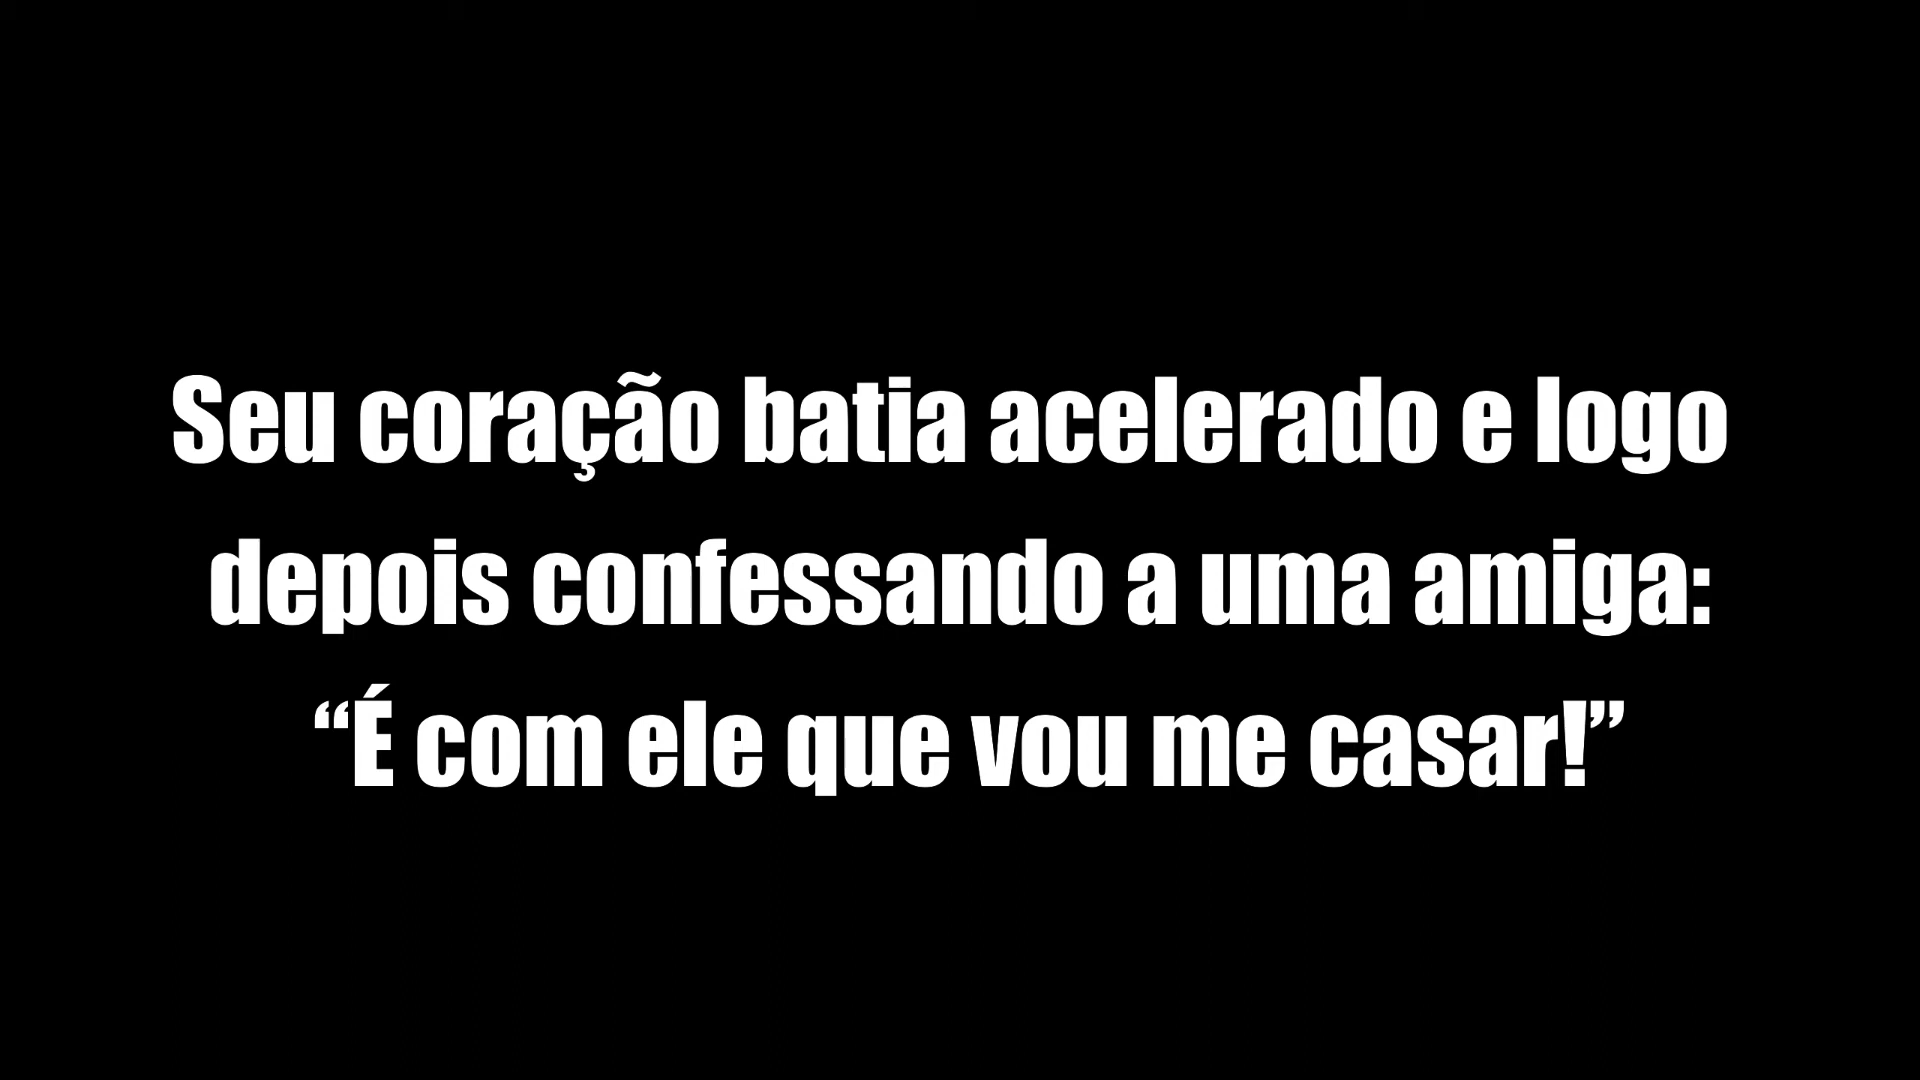 Seu coração batia acelerado e logo
depois confessando a uma amiga:
“É com ele que vou me casar!”